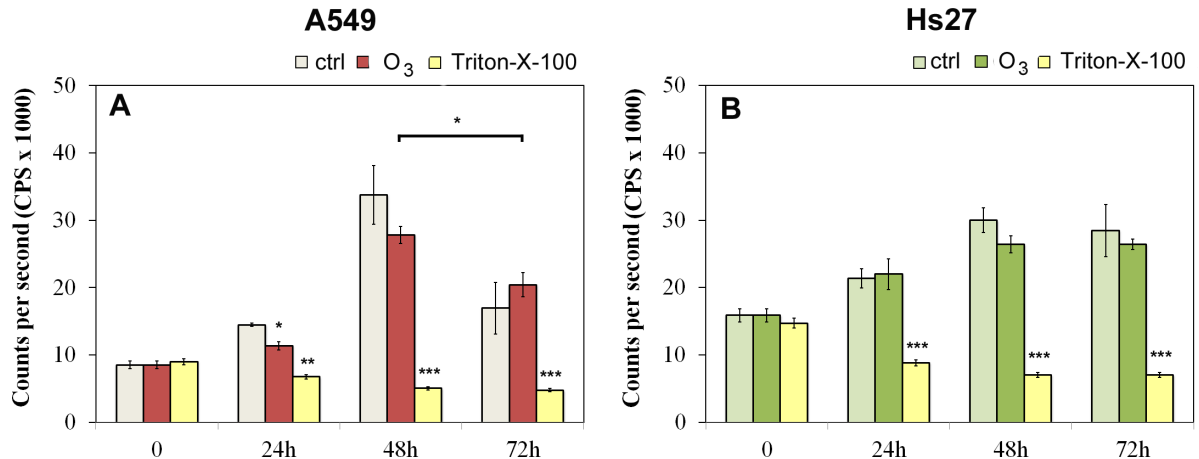 A549
ctrl O3 Triton-X-100
A
Counts per second (CPS x 1000)
50
40
30
20
10
0
*
*
**
***
***
0 24h 48h 72h
Hs27
ctrl O3 Triton-X-100
B
Counts per second (CPS x 1000)
50
40
30
20
10
0
***
***
***
0 24h 48h 72h